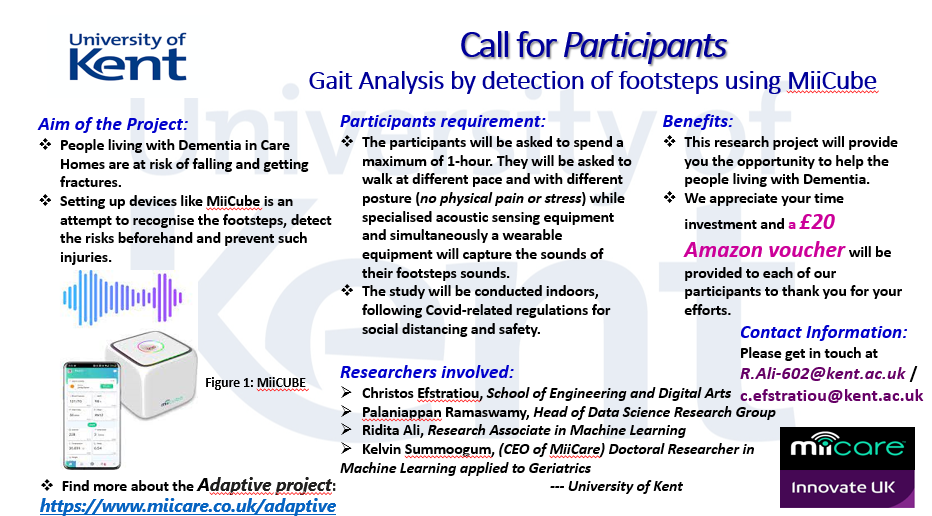 University of
Kent
Call for Participants
Gait Analysis by detection of footsteps using MiiCube
Aim of the Project:
❖ People living with Dementia in Care
Homes are at risk of falling and getting
fractures.
❖ Setting up devices like MiiCube is an
attempt to recognise the footsteps, detect
the risks beforehand and prevent such
injuries.
Figure 1: MiiCUBE
❖ Find more about the Adaptive project:
https://www.miicare.co.uk/adaptive
Participants requirement:
❖ The participants will be asked to spend a
maximum of 1-hour. They will be asked to
walk at different pace and with different
posture (no physical pain or stress) while
specialised acoustic sensing equipment
and simultaneously a wearable
equipment will capture the sounds of
their footsteps sounds.
❖ The study will be conducted indoors,
following Covid-related regulations for
social distancing and safety.
Researchers involved:
➢ Christos Efstratiou, School of Engineering and Digital Arts
➢ Palaniappan Ramaswamy, Head of Data Science Research Group
➢ Ridita Ali, Research Associate in Machine Learning
➢ Kelvin Summoogum, (CEO of MiiCare) Doctoral Researcher in
Machine Learning applied to Geriatrics
--- University of Kent
Benefits:
❖ This research project will provide
you the opportunity to help the
people living with Dementia.
❖ We appreciate your time
investment and a £20
Amazon voucher will be
provided to each of our
participants to thank you for your
efforts.
Contact Information:
Please get in touch at
R.Ali-602@kent.ac.uk /
c.efstratiou@kent.ac.uk
miicare
Innovate UK
University of
Kent